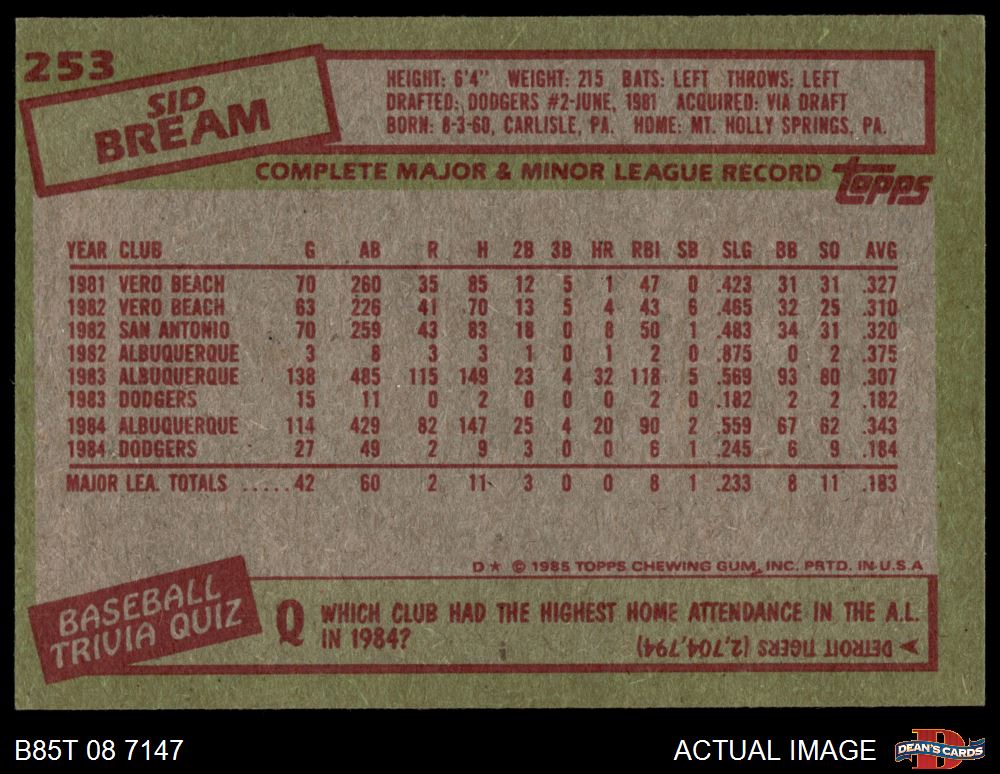 253
SID
BREAM
HEIGHT: 6'4" WEIGHT: 215 BATS: LEFT THROWS: LEFT
DRAFTED: DODGERS #2-JUNE, 1981 ACQUIRED: VIA DRAFT
BORN: 8-3-60, CARLISLE, PA. HOME: MT. HOLLY SPRINGS, PA.
COMPLETE MAJOR & MINOR LEAGUE RECORD
topps
YEAR CLUB G AB R H 2B 3B HR RBI SB SLG BB SO AVG
1981 VERO BEACH 70 260 35 85 12 5 1 47 0 .423 31 31 .327
1982 VERO BEACH 63 226 41 70 13 5 4 43 6 .465 32 25 .310
1982 SAN ANTONIO 70 259 43 83 18 0 8 50 1 .483 34 31 .320
1982 ALBUQUERQUE 3 8 3 3 1 0 1 2 0 .875 0 2 .375
1983 ALBUQUERQUE 138 485 115 149 23 4 32 118 5 .569 93 80 .307
1983 DODGERS 15 11 0 2 0 0 0 2 0 .182 2 2 .182
1984 ALBUQUERQUE 114 429 82 147 25 4 20 90 2 .559 67 62 .343
1984 DODGERS 27 49 2 9 3 0 0 6 1 .245 6 9 .184
MAJOR LEA. TOTALS ......42 60 2 11 3 0 0 8 1 .233 8 11 .183
D★ © 1985 TOPPS CHEWING GUM, INC. PRTD. IN U.S.A
BASEBALL
TRIVIA QUIZ
Q WHICH CLUB HAD THE HIGHEST HOME ATTENDANCE IN THE A.L.
IN 1984?
DETROIT TIGERS (2,704,794)
B85T 08 7147
ACTUAL IMAGE
D
DEAN'S CARDS